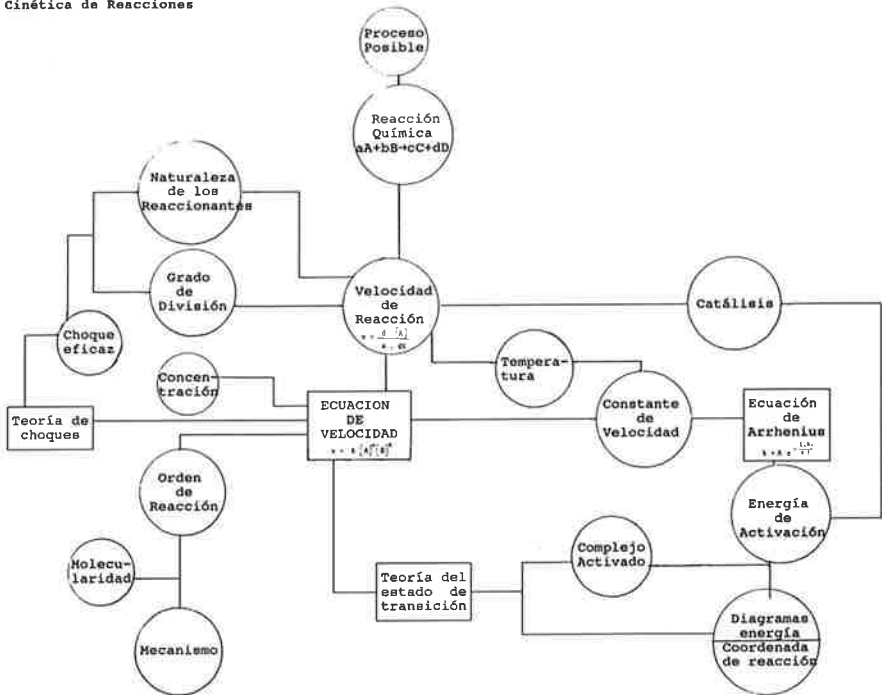 Cinética de Reacciones
Proceso
Posible
Reacción
Química
aA+bB→cC+dD
Naturaleza
de los
Reaccionantes
Grado
de
División
Velocidad
de
Reacción
Catálisis
Choque
eficaz
Tempera-
tura
Concen-
tración
Teoría de
choques
ECUACION
DE
VELOCIDAD
v = k [A]ᵐ[B]ⁿ
Constante
de
Velocidad
Ecuación
de
Arrhenius
Orden
de
Reacción
Energía
de
Activación
Molecu-
laridad
Complejo
Activado
Teoría del
estado de
transición
Mecanismo
Diagramas
energía
Coordenada
de reacción